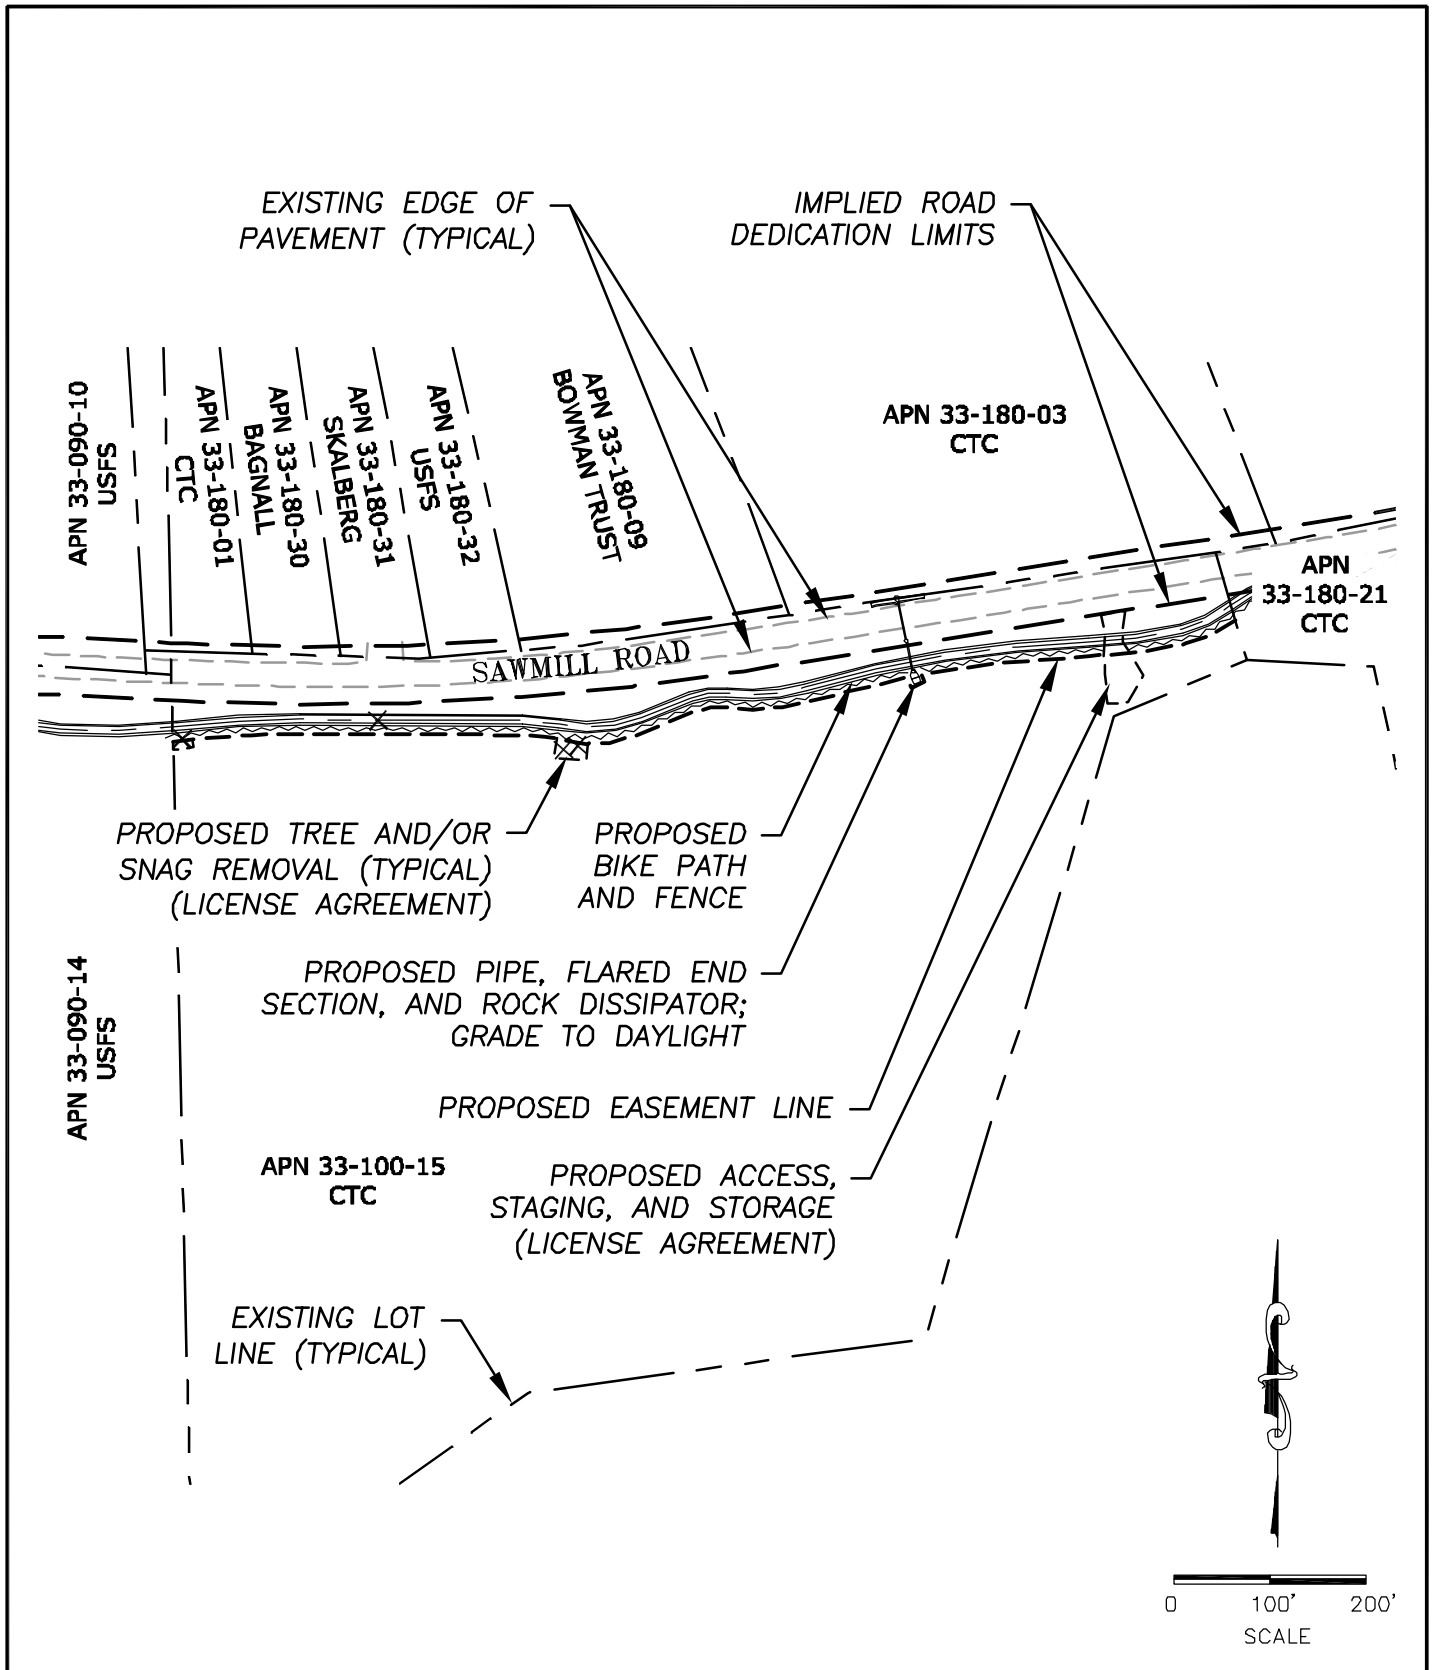 EXISTING EDGE OF
PAVEMENT (TYPICAL)
IMPLIED ROAD
DEDICATION LIMITS
APN 33-090-10
USFS
APN 33-180-01
CTC
APN 33-180-30
BAGNALL
APN 33-180-31
SKALBERG
APN 33-180-32
USFS
APN 33-180-09
BOWMAN TRUST
APN 33-180-03
CTC
APN
33-180-21
CTC
SAWMILL ROAD
PROPOSED TREE AND/OR
SNAG REMOVAL (TYPICAL)
(LICENSE AGREEMENT)
PROPOSED
BIKE PATH
AND FENCE
PROPOSED PIPE, FLARED END
SECTION, AND ROCK DISSIPATOR;
GRADE TO DAYLIGHT
APN 33-090-14
USFS
PROPOSED EASEMENT LINE
APN 33-100-15
CTC
PROPOSED ACCESS,
STAGING, AND STORAGE
(LICENSE AGREEMENT)
EXISTING LOT
LINE (TYPICAL)
0 100' 200'
SCALE